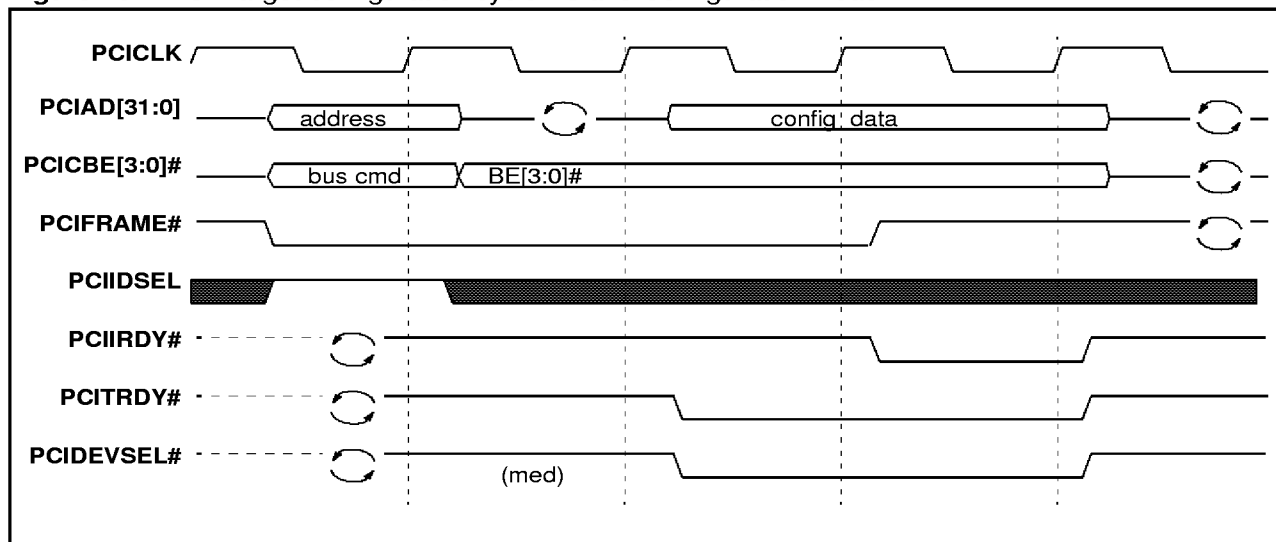 PCICLK
PCIAD[31:0] address config data
PCICBE[3:0]# bus cmd BE[3:0]#
PCIFRAME#
PCIIDSEL
PCIIRDY#
PCITRDY#
PCIDEVSEL# (med)